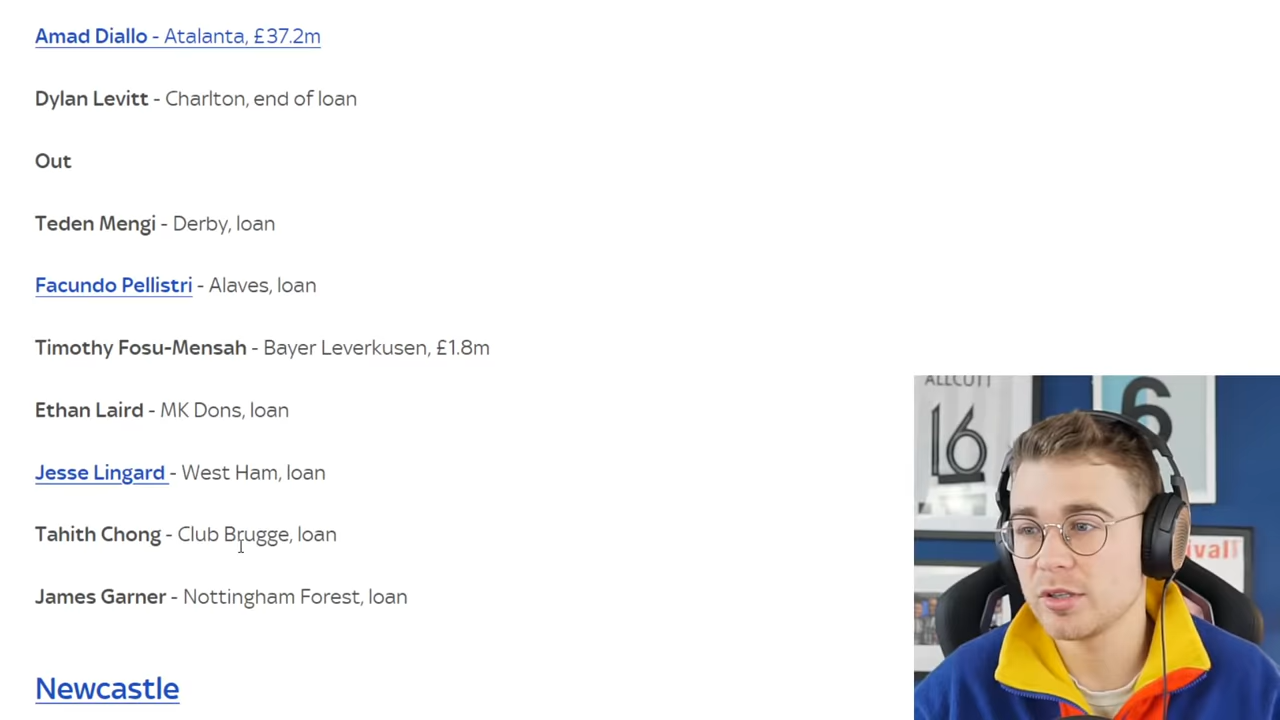 Amad Diallo - Atalanta, £37.2m
Dylan Levitt - Charlton, end of loan
Out
Teden Mengi - Derby, loan
Facundo Pellistri - Alaves, loan
Timothy Fosu-Mensah - Bayer Leverkusen, £1.8m
Ethan Laird - MK Dons, loan
Jesse Lingard - West Ham, loan
Tahith Chong - Club Brugge, loan
James Garner - Nottingham Forest, loan
Newcastle
ALLCOTT
16
6
ival